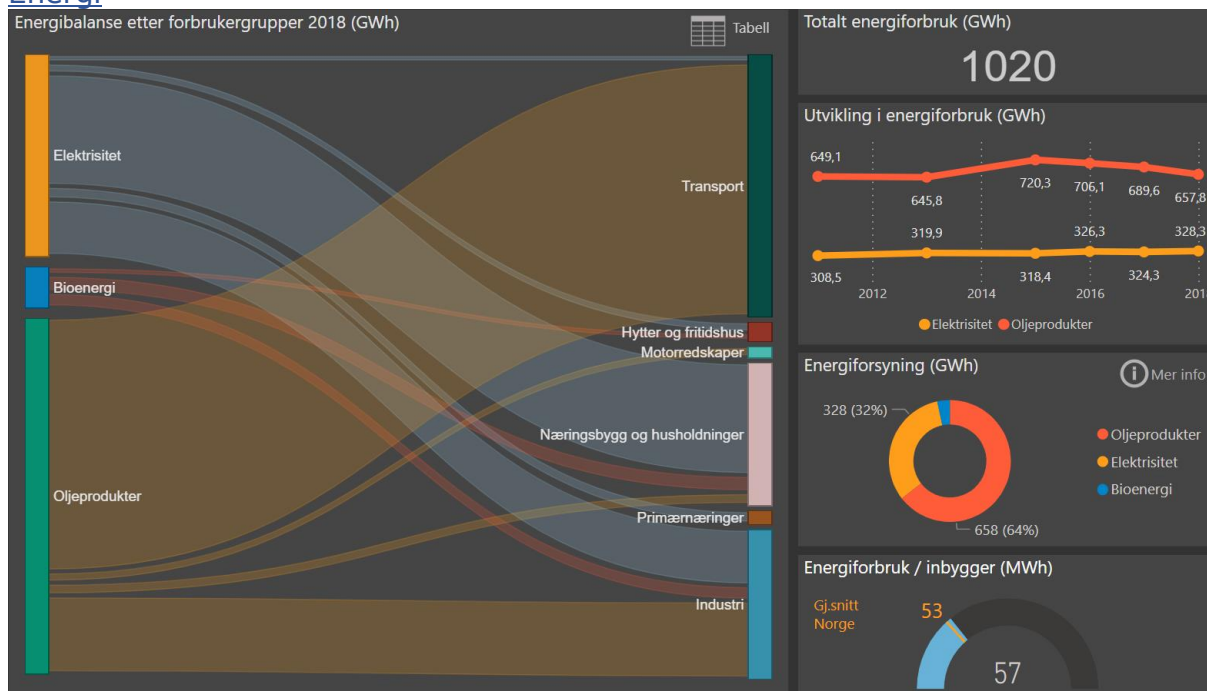 Energi
Energibalanse etter forbrukergrupper 2018 (GWh)
Tabell
Elektrisitet
Bioenergi
Oljeprodukter
Transport
Hytter og fritidshus
Motorredskaper
Næringsbygg og husholdninger
Primærnæringer
Industri
Totalt energiforbruk (GWh)
1020
Utvikling i energiforbruk (GWh)
649,1
645,8
720,3
706,1
689,6
657,8
308,5
319,9
318,4
326,3
324,3
328,3
2012
2014
2016
Elektrisitet
Oljeprodukter
Energiforsyning (GWh)
Mer info
328 (32%)
658 (64%)
Oljeprodukter
Elektrisitet
Bioenergi
Energiforbruk / inbygger (MWh)
Gj.snitt
Norge
53
57